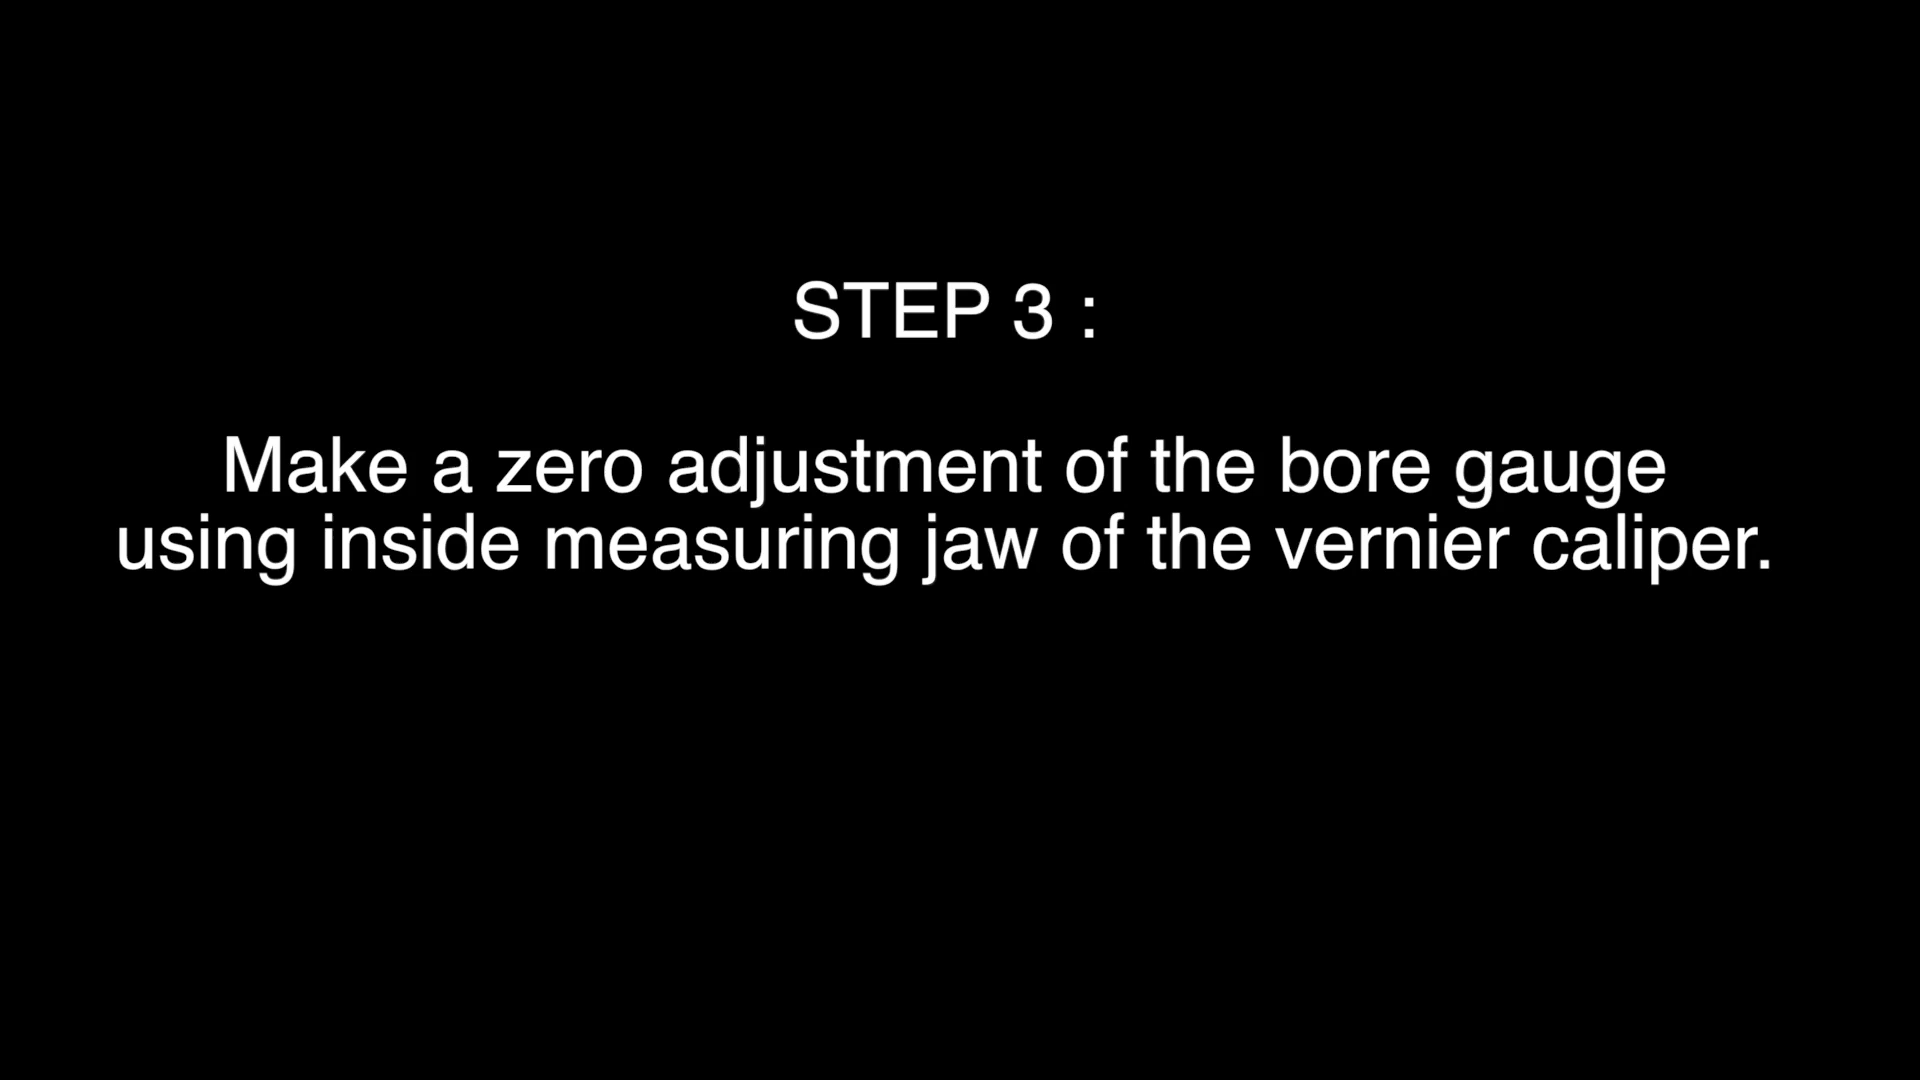 STEP 3 :
Make a zero adjustment of the bore gauge
using inside measuring jaw of the vernier caliper.